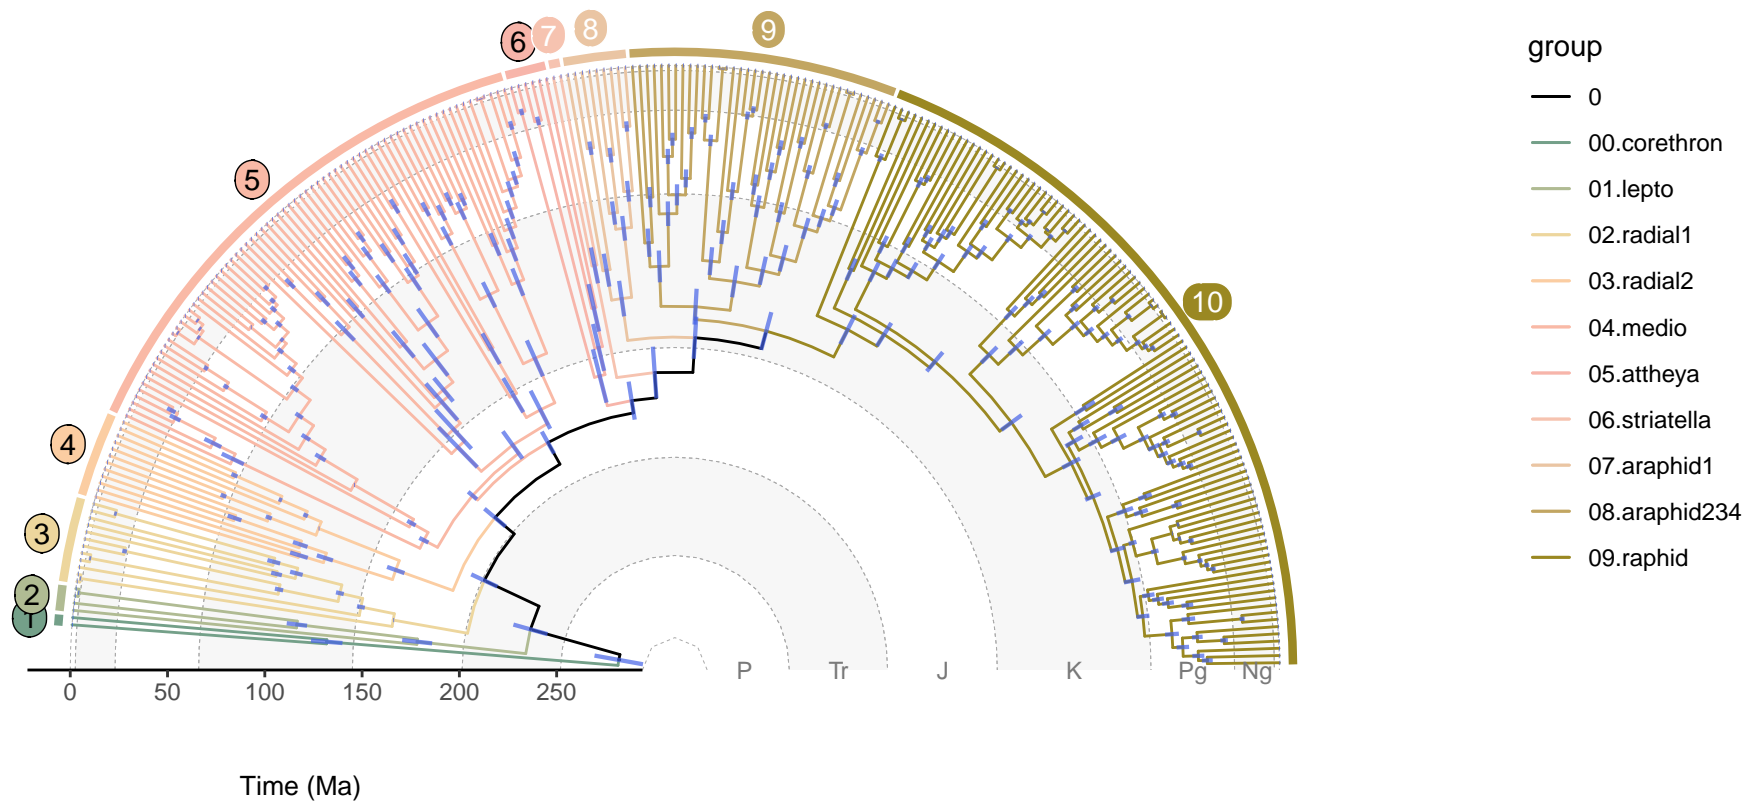 6 7 8 9
5
10
4
3
2
1
P Tr J K Pg Ng
0 50 100 150 200 250
Time (Ma)
group
0
00.corethron
01.lepto
02.radial1
03.radial2
04.medio
05.attheya
06.striatella
07.araphid1
08.araphid234
09.raphid